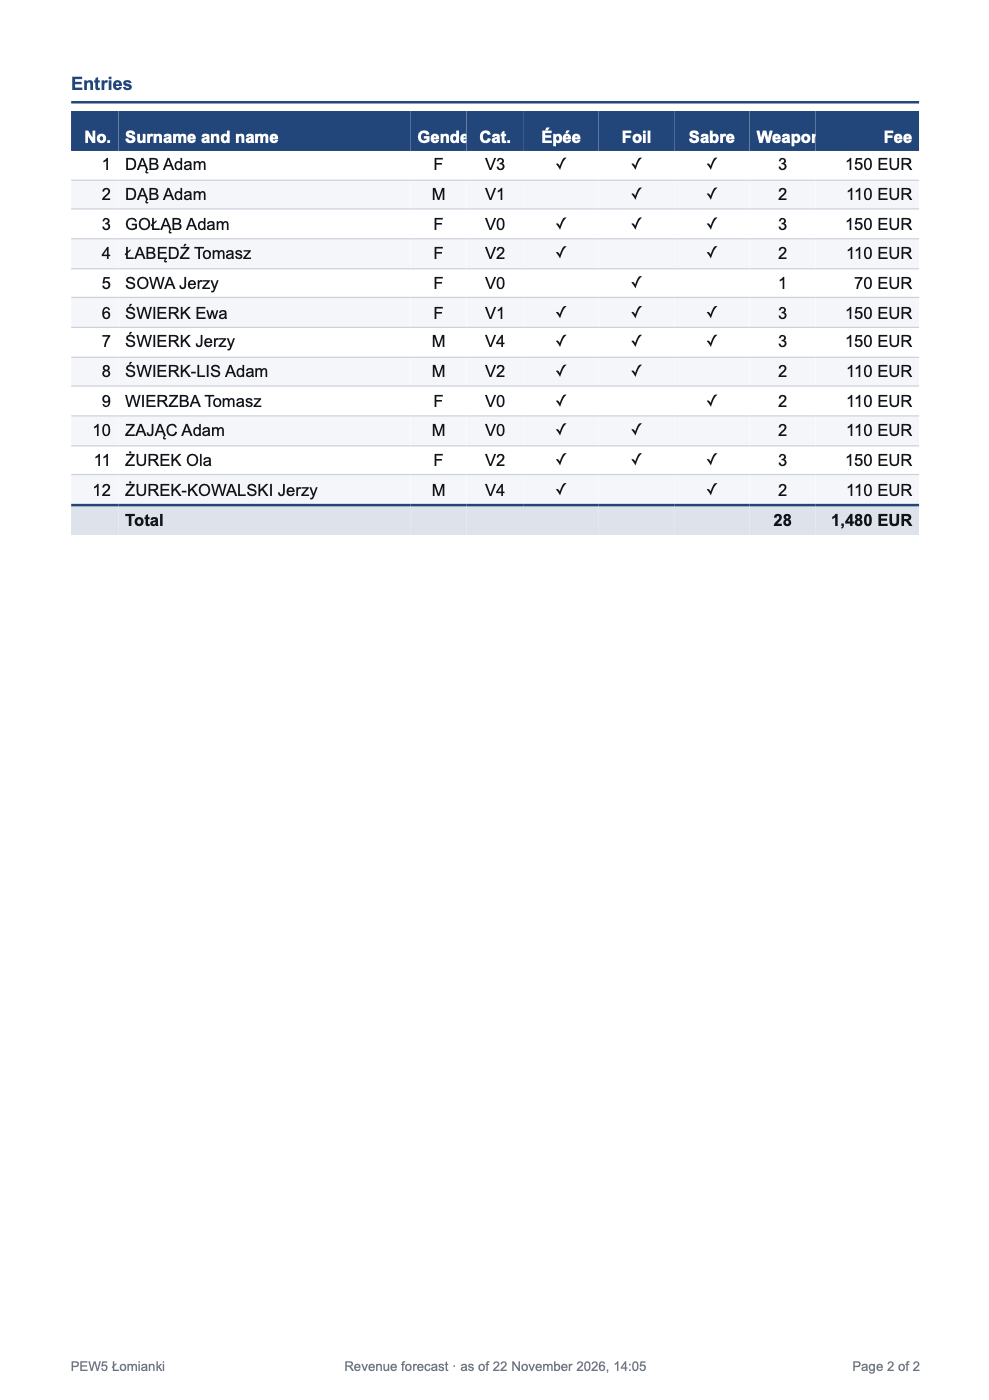 Entries
No. Surname and name Gende Cat. Épée Foil Sabre Weapor Fee
1 DĄB Adam F V3 ✓ ✓ ✓ 3 150 EUR
2 DĄB Adam M V1 ✓ ✓ 2 110 EUR
3 GOŁĄB Adam F V0 ✓ ✓ ✓ 3 150 EUR
4 ŁABĘDŹ Tomasz F V2 ✓ ✓ 2 110 EUR
5 SOWA Jerzy F V0 ✓ 1 70 EUR
6 ŚWIERK Ewa F V1 ✓ ✓ ✓ 3 150 EUR
7 ŚWIERK Jerzy M V4 ✓ ✓ ✓ 3 150 EUR
8 ŚWIERK-LIS Adam M V2 ✓ ✓ 2 110 EUR
9 WIERZBA Tomasz F V0 ✓ ✓ 2 110 EUR
10 ZAJĄC Adam M V0 ✓ ✓ 2 110 EUR
11 ŻUREK Ola F V2 ✓ ✓ ✓ 3 150 EUR
12 ŻUREK-KOWALSKI Jerzy M V4 ✓ ✓ 2 110 EUR
Total 28 1,480 EUR
PEW5 Łomianki Revenue forecast · as of 22 November 2026, 14:05 Page 2 of 2